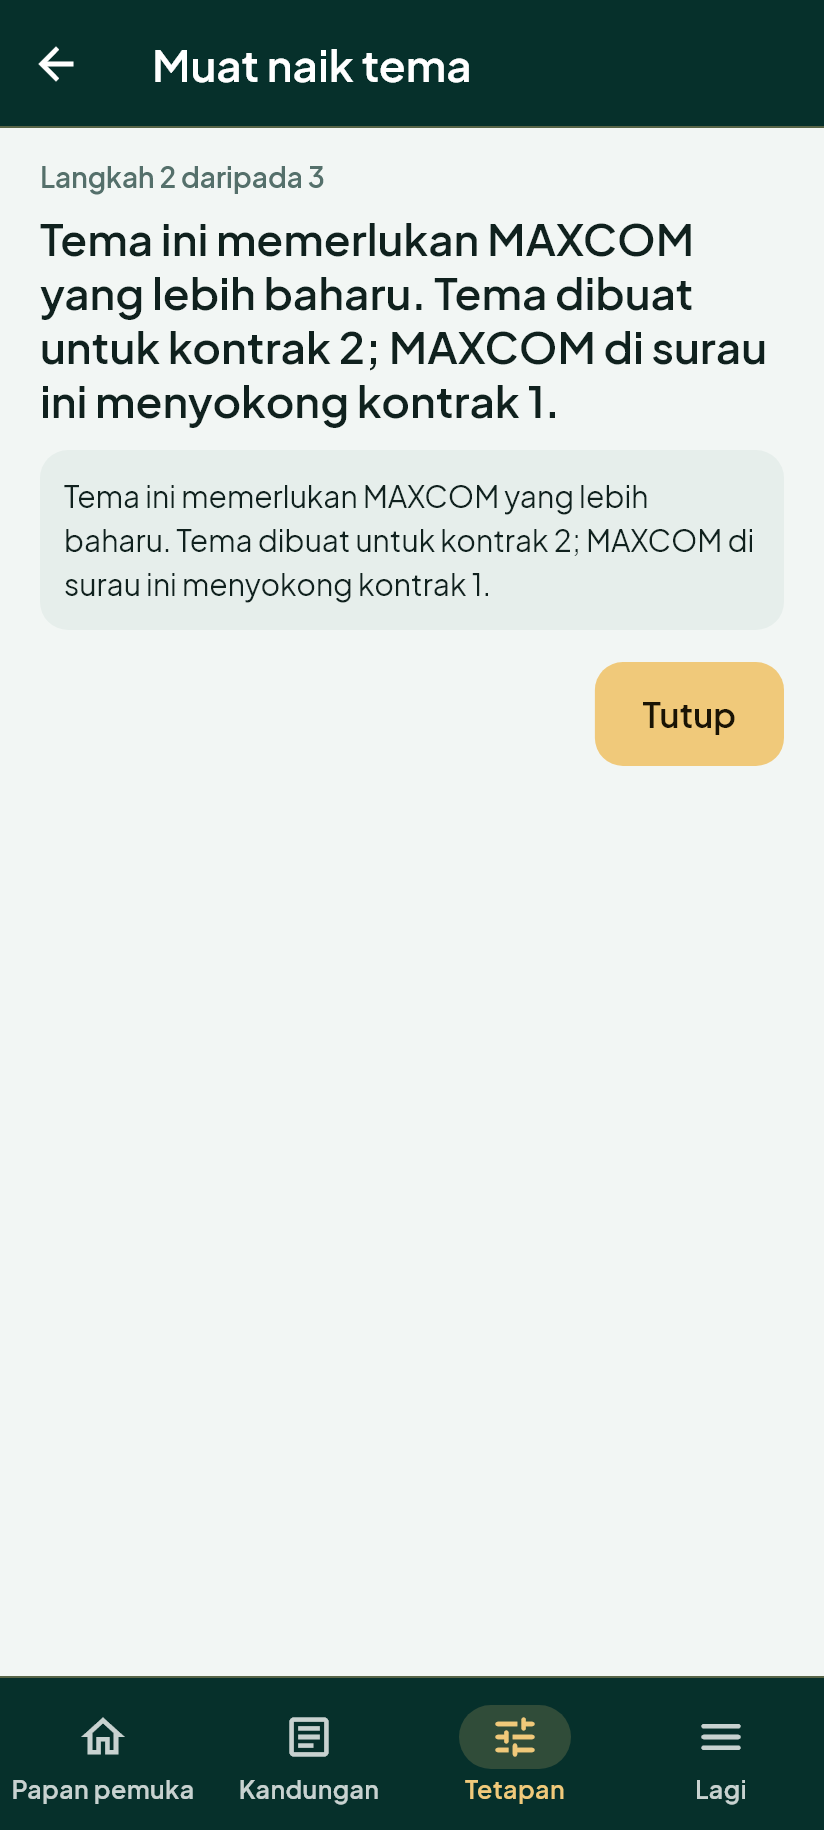 Muat naik tema
Langkah 2 daripada 3
Tema ini memerlukan MAXCOM
yang lebih baharu. Tema dibuat
untuk kontrak 2; MAXCOM di surau
ini menyokong kontrak 1.
Tema ini memerlukan MAXCOM yang lebih
baharu. Tema dibuat untuk kontrak 2; MAXCOM di
surau ini menyokong kontrak 1.
Tutup
Papan pemuka
Kandungan
Tetapan
Lagi